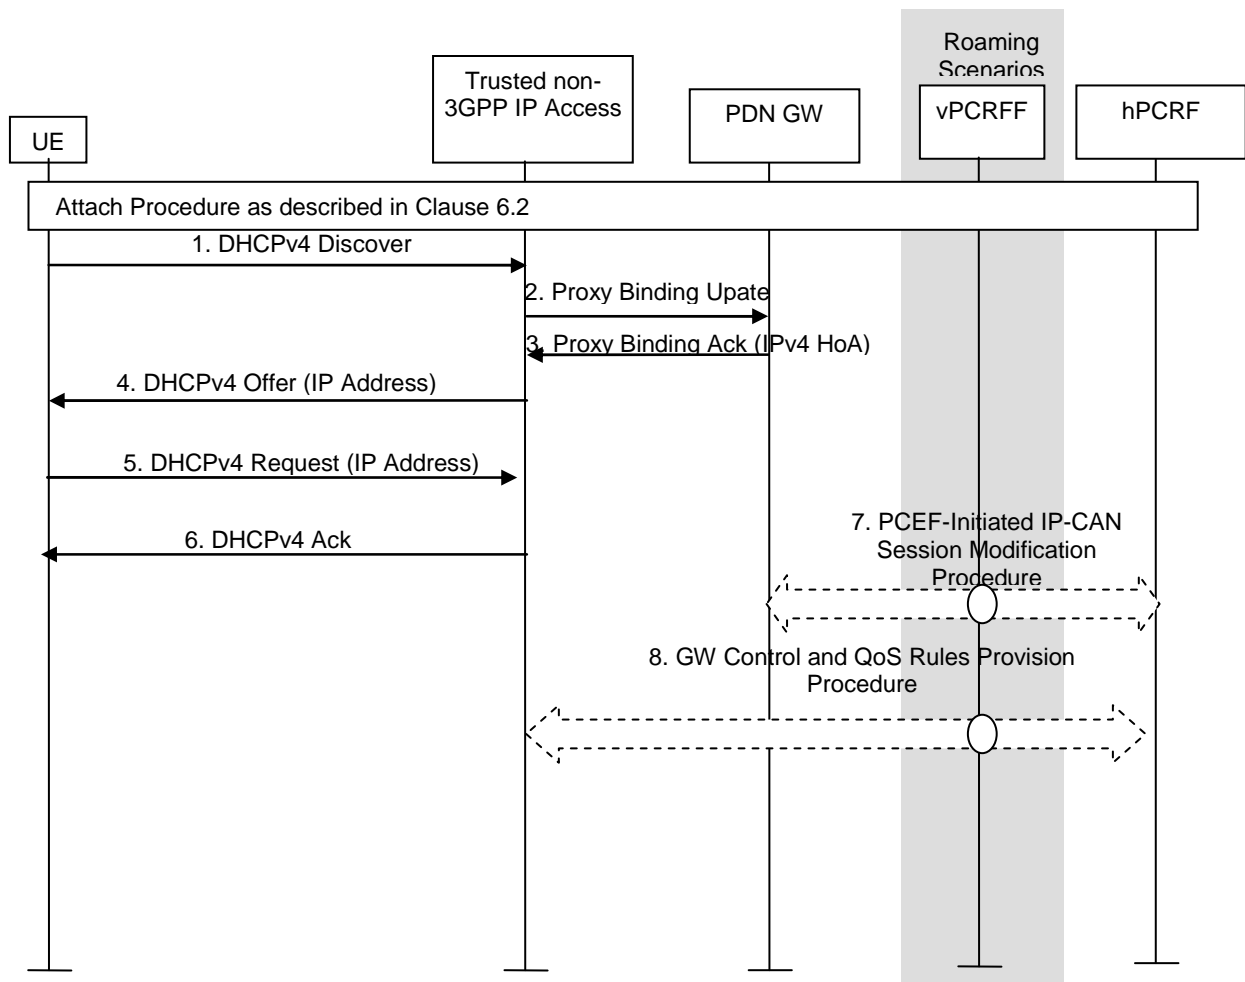 Roaming
Scenarios
Trusted non-
3GPP IP Access
PDN GW
vPCRFF
hPCRF
UE
Attach Procedure as described in Clause 6.2
1. DHCPv4 Discover
2. Proxy Binding Upate
3. Proxy Binding Ack (IPv4 HoA)
4. DHCPv4 Offer (IP Address)
5. DHCPv4 Request (IP Address)
6. DHCPv4 Ack
7. PCEF-Initiated IP-CAN
Session Modification
Procedure
8. GW Control and QoS Rules Provision
Procedure